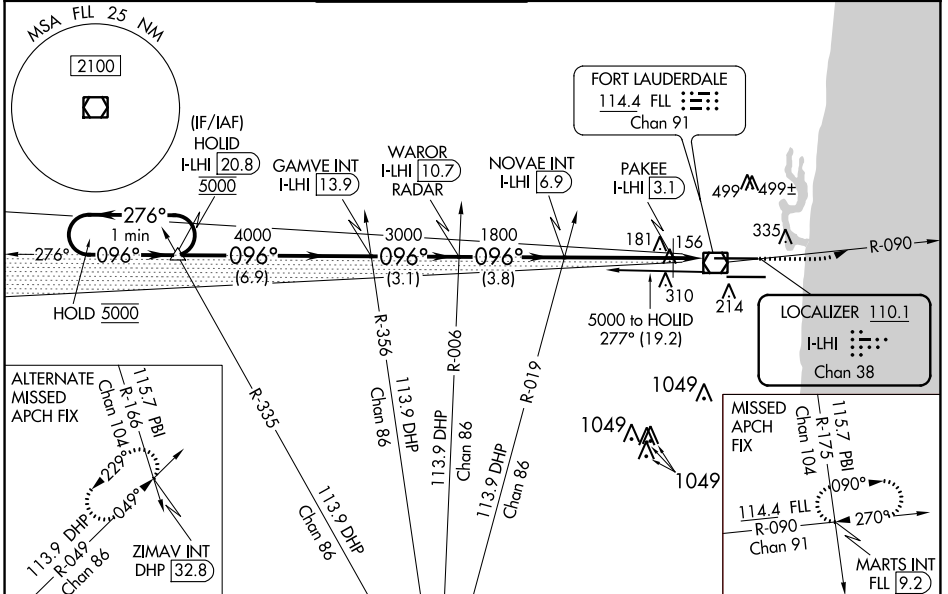 MSA FLL 25 NM
2100
(IF/IAF)
HOLID
I-LHI 20.8
5000
GAMVE INT
I-LHI 13.9
WAROR
I-LHI 10.7
RADAR
NOVAE INT
I-LHI 6.9
FORT LAUDERDALE
114.4 FLL
Chan 91
PAKEE
I-LHI 3.1
499
499±
335
181
156
R-090
276°
1 min
276°
096°
4000
096°
(6.9)
3000
096°
(3.1)
1800
096°
(3.8)
HOLD 5000
310
214
5000 to HOLID
277° (19.2)
LOCALIZER 110.1
I-LHI
Chan 38
R-335
113.9 DHP
Chan 86
R-356
113.9 DHP
Chan 86
R-006
113.9 DHP
Chan 86
R-019
113.9 DHP
Chan 86
1049
1049
1049
ALTERNATE
MISSED
APCH FIX
115.7 PBI
R-166
Chan 104
229°
049°
113.9 DHP
R-049
Chan 86
ZIMAV INT
DHP 32.8
MISSED
APCH
FIX
115.7 PBI
R-175
Chan 104
090°
270°
114.4 FLL
R-090
Chan 91
MARTS INT
FLL 9.2